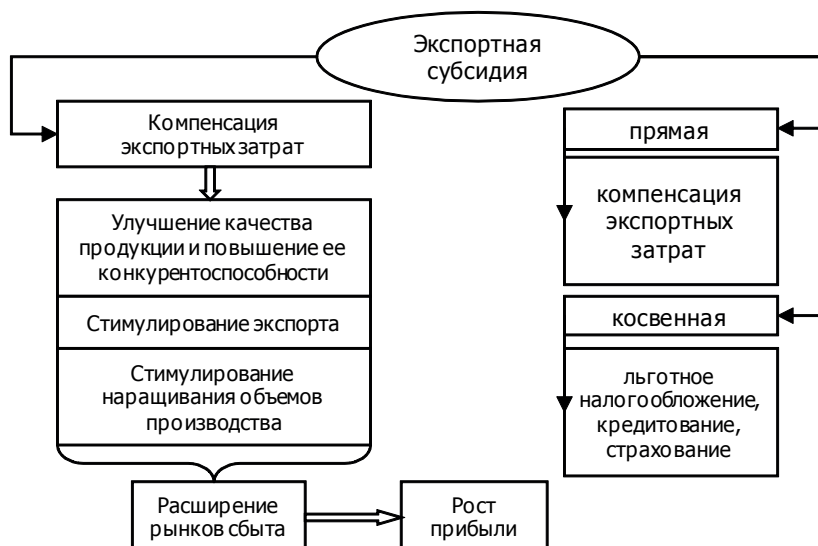 Экспортная
субсидия
Компенсация
экспортных затрат
Улучшение качества
продукции и повышение ее
конкурентоспособности
Стимулирование экспорта
Стимулирование
наращивания объемов
производства
Расширение
рынков сбыта
Рост
прибыли
прямая
компенсация
экспортных
затрат
косвенная
льготное
налогообложение,
кредитование,
страхование